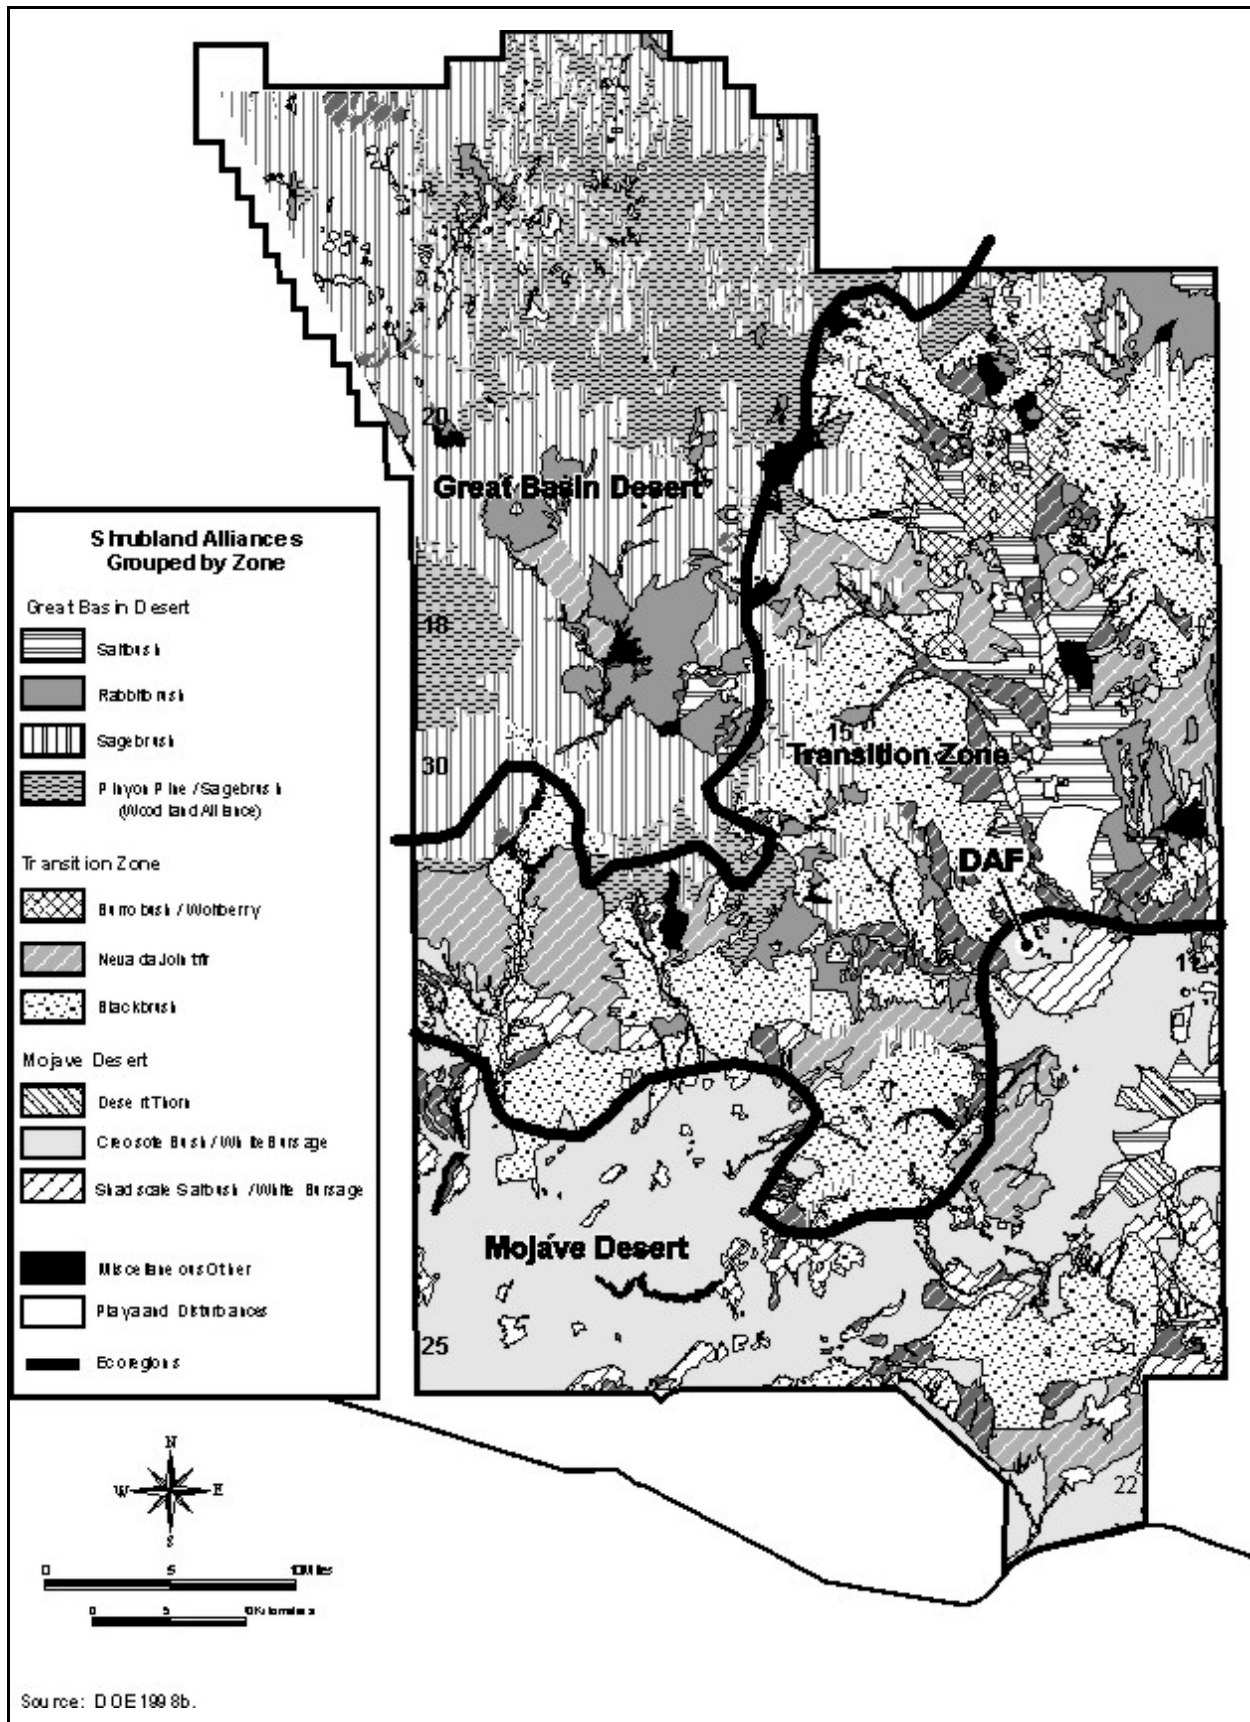 20
Great Basin Desert
18
15
Transition Zone
30
DAF
11
Mojave Desert
25
22
Shrubland Alliances
Grouped by Zone
Great Basin Desert
Saltbush
Rabbitbrush
Sagebrush
Pinyon Pine / Sagebrush
(Woodland Alliance)
Transition Zone
Burrobush / Wolfberry
Nevada Jointfir
Blackbrush
Mojave Desert
Desert Thorn
Creosote Bush / White Bursage
Shadscale Saltbush / White Bursage
Miscellaneous Other
Playa and Disturbances
Ecoregions
N
W E
S
0 5 10 Miles
0 5 10 Kilometers
Source: DOE 1998b.